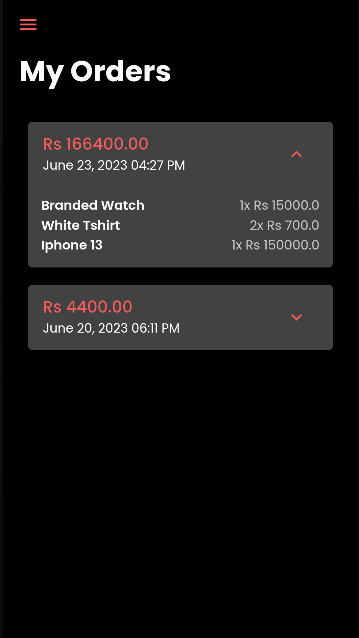 My Orders
Rs 166400.00
June 23, 2023 04:27 PM
Branded Watch 1x Rs 15000.0
White Tshirt 2x Rs 700.0
Iphone 13 1x Rs 150000.0
Rs 4400.00
June 20, 2023 06:11 PM